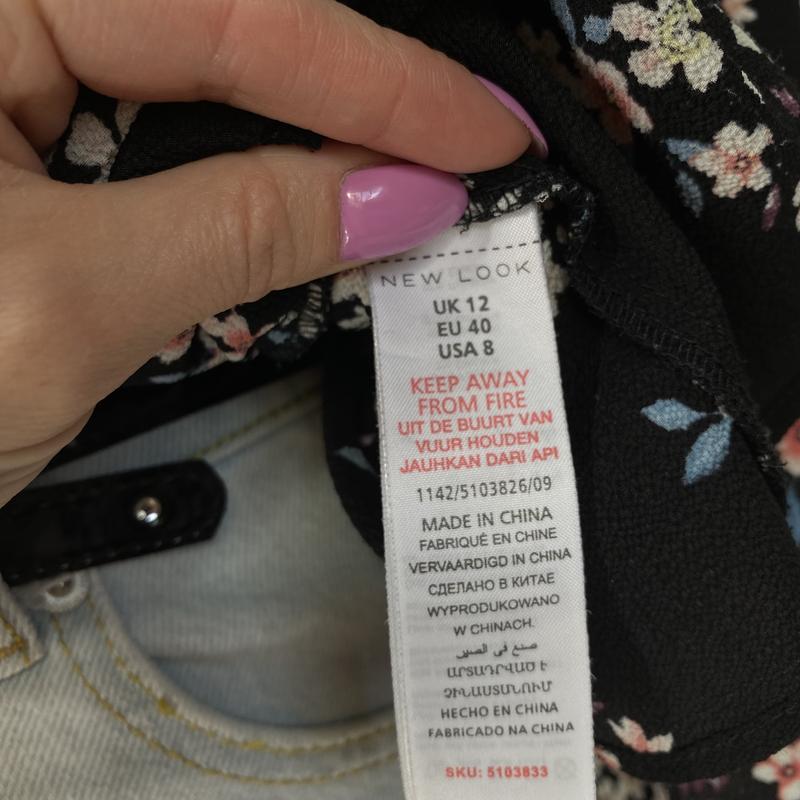 NEW LOOK
UK 12
EU 40
USA 8
KEEP AWAY
FROM FIRE
UIT DE BUURT VAN
VUUR HOUDEN
JAUHKAN DARI API
1142/5103826/09
MADE IN CHINA
FABRIQUÉ EN CHINE
VERVAARDIGD IN CHINA
СДЕЛАНО В КИТАЕ
WYPRODUKOWANO
W CHINACH.
صنع في الصين
ԱՐՏԱԴՐՎԱԾ Է
ՉԻՆԱՍՏԱՆՈՒՄ
HECHO EN CHINA
FABRICADO NA CHINA
SKU: 5103833